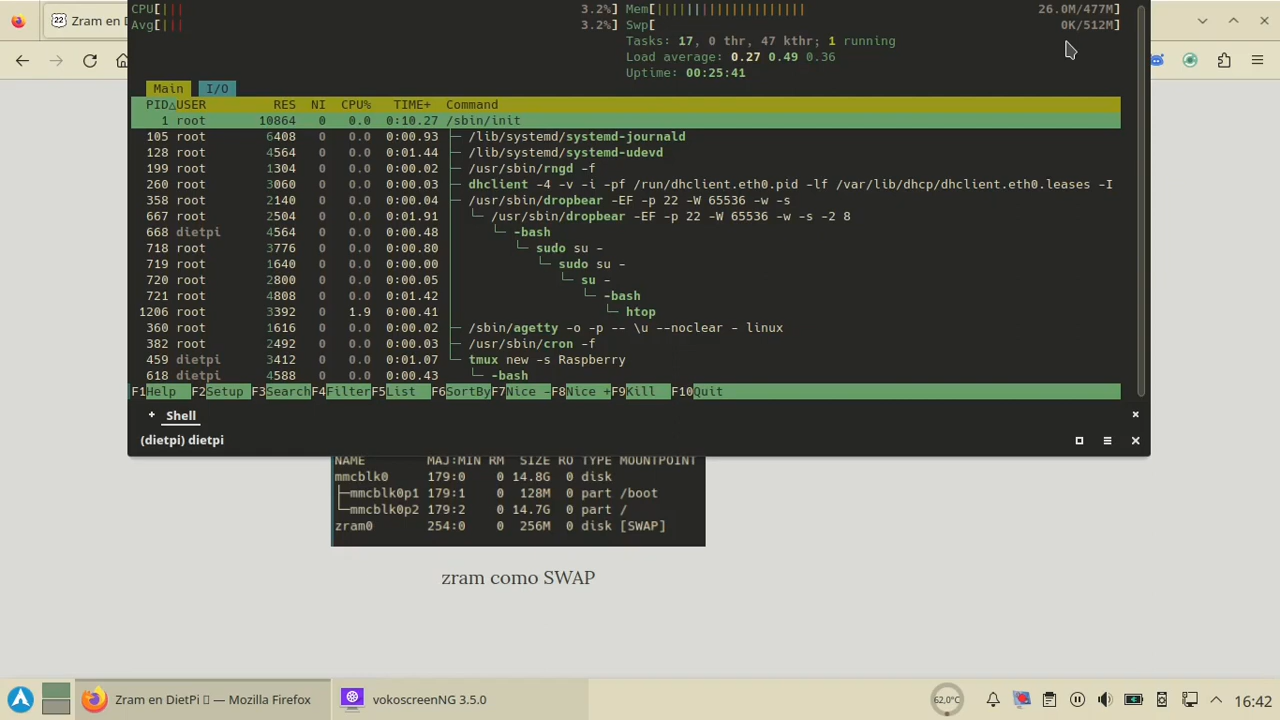 Zram en D
CPU[||| 3.2%] Mem[|||||||||||||||||||| 26.0M/477M]
Avg[||| 3.2%] Swp[ 0K/512M]
Tasks: 17, 0 thr, 47 kthr; 1 running
Load average: 0.27 0.49 0.36
Uptime: 00:25:41
Main I/O
PID△USER RES NI CPU% TIME+ Command
1 root 10864 0 0.0 0:10.27 /sbin/init
105 root 6408 0 0.0 0:00.93 ├─ /lib/systemd/systemd-journald
128 root 4564 0 0.0 0:01.44 ├─ /lib/systemd/systemd-udevd
199 root 1304 0 0.0 0:00.02 ├─ /usr/sbin/rngd -f
260 root 3060 0 0.0 0:00.03 ├─ dhclient -4 -v -i -pf /run/dhclient.eth0.pid -lf /var/lib/dhcp/dhclient.eth0.leases -I
358 root 2140 0 0.0 0:00.04 ├─ /usr/sbin/dropbear -EF -p 22 -W 65536 -w -s
667 root 2504 0 0.0 0:01.91 │ └─ /usr/sbin/dropbear -EF -p 22 -W 65536 -w -s -2 8
668 dietpi 4564 0 0.0 0:00.48 │ └─ -bash
718 root 3776 0 0.0 0:00.80 │ └─ sudo su -
719 root 1640 0 0.0 0:00.00 │ └─ sudo su -
720 root 2800 0 0.0 0:00.05 │ └─ su -
721 root 4808 0 0.0 0:01.42 │ └─ -bash
1206 root 3392 0 1.9 0:00.41 │ └─ htop
360 root 1616 0 0.0 0:00.02 ├─ /sbin/agetty -o -p -- \u --noclear - linux
382 root 2492 0 0.0 0:00.03 ├─ /usr/sbin/cron -f
459 dietpi 3412 0 0.0 0:01.07 └─ tmux new -s Raspberry
618 dietpi 4588 0 0.0 0:00.43 └─ -bash
F1Help F2Setup F3SearchF4FilterF5List F6SortByF7Nice -F8Nice +F9Kill F10Quit
+ Shell ×
(dietpi) dietpi
NAME MAJ:MIN RM SIZE RO TYPE MOUNTPOINT
mmcblk0 179:0 0 14.8G 0 disk
├─mmcblk0p1 179:1 0 128M 0 part /boot
└─mmcblk0p2 179:2 0 14.7G 0 part /
zram0 254:0 0 256M 0 disk [SWAP]
zram como SWAP
Zram en DietPi — Mozilla Firefox
vokoscreenNG 3.5.0
62,0°C
16:42